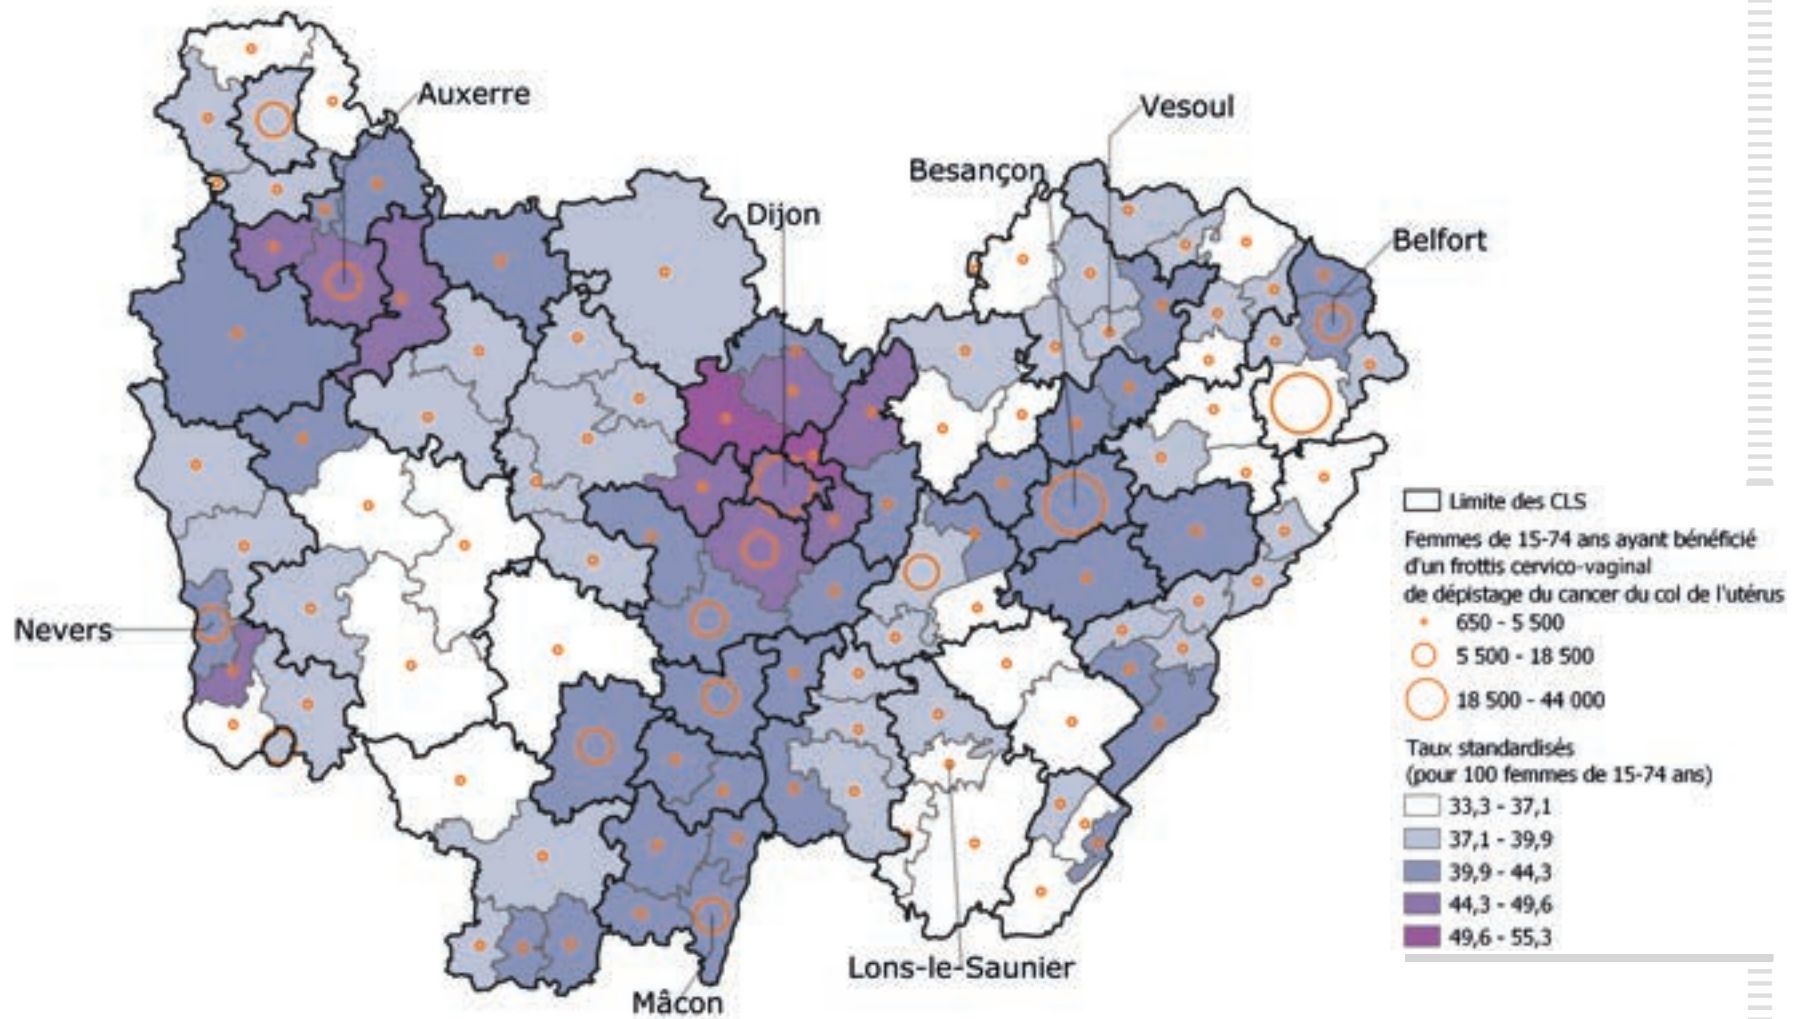 Auxerre
Vesoul
Besançon
Dijon
Belfort
Nevers
Lons-le-Saunier
Mâcon
Limite des CLS
Femmes de 15-74 ans ayant bénéficié
d'un frottis cervico-vaginal
de dépistage du cancer du col de l'utérus
650 - 5 500
5 500 - 18 500
18 500 - 44 000
Taux standardisés
(pour 100 femmes de 15-74 ans)
33,3 - 37,1
37,1 - 39,9
39,9 - 44,3
44,3 - 49,6
49,6 - 55,3